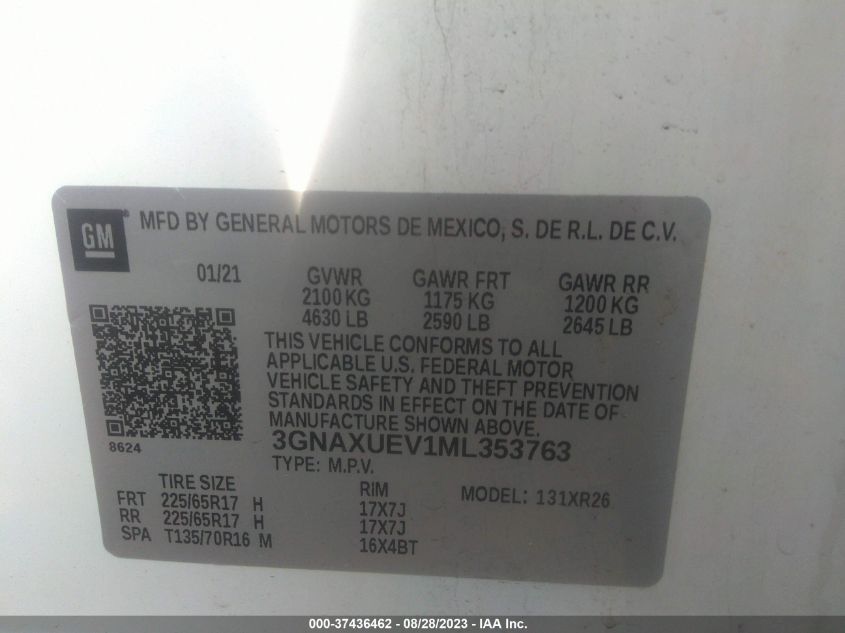 GM® MFD BY GENERAL MOTORS DE MEXICO, S. DE R.L. DE C.V.
01/21 GVWR GAWR FRT GAWR RR
2100 KG 1175 KG 1200 KG
4630 LB 2590 LB 2645 LB
THIS VEHICLE CONFORMS TO ALL
APPLICABLE U.S. FEDERAL MOTOR
VEHICLE SAFETY AND THEFT PREVENTION
STANDARDS IN EFFECT ON THE DATE OF
MANUFACTURE SHOWN ABOVE.
8624
3GNAXUEV1ML353763
TYPE: M.P.V.
TIRE SIZE RIM MODEL: 131XR26
FRT 225/65R17 H 17X7J
RR 225/65R17 H 17X7J
SPA T135/70R16 M 16X4BT
000-37436462 - 08/28/2023 - IAA Inc.